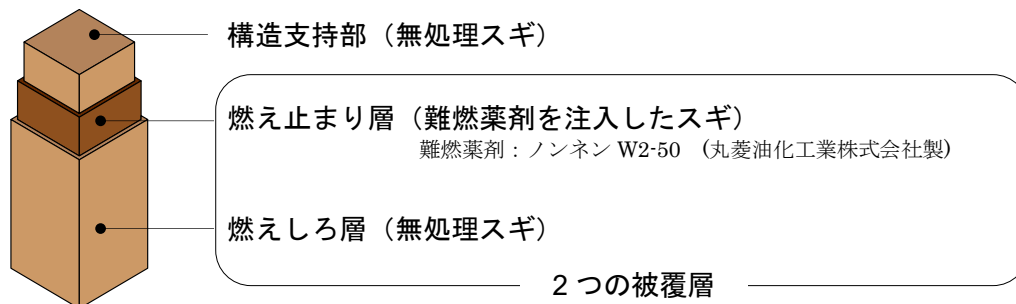 構造支持部（無処理スギ）
燃え止まり層（難燃薬剤を注入したスギ）
難燃薬剤：ノンネン W2-50　(丸菱油化工業株式会社製)
燃えしろ層（無処理スギ）
2 つの被覆層